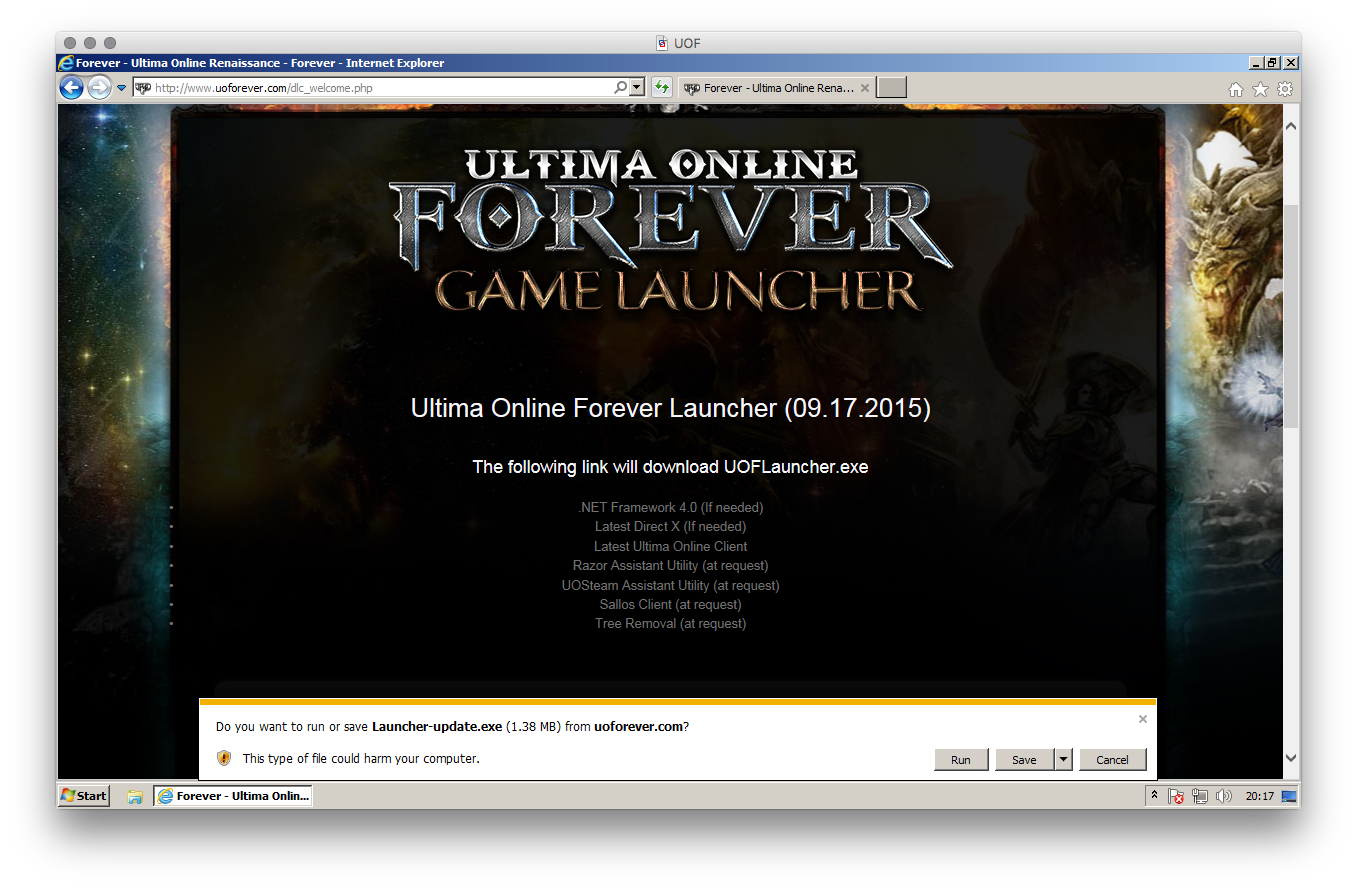 UOF
Forever - Ultima Online Renaissance - Forever - Internet Explorer
http://www.uoforever.com/dlc_welcome.php
Forever - Ultima Online Rena...
ULTIMA ONLINE
FOREVER
GAME LAUNCHER
Ultima Online Forever Launcher (09.17.2015)
The following link will download UOFLauncher.exe
.NET Framework 4.0 (If needed)
Latest Direct X (If needed)
Latest Ultima Online Client
Razor Assistant Utility (at request)
UOSteam Assistant Utility (at request)
Sallos Client (at request)
Tree Removal (at request)
Do you want to run or save Launcher-update.exe (1.38 MB) from uoforever.com?
This type of file could harm your computer.
Run
Save
Cancel
Start
Forever - Ultima Onlin...
20:17